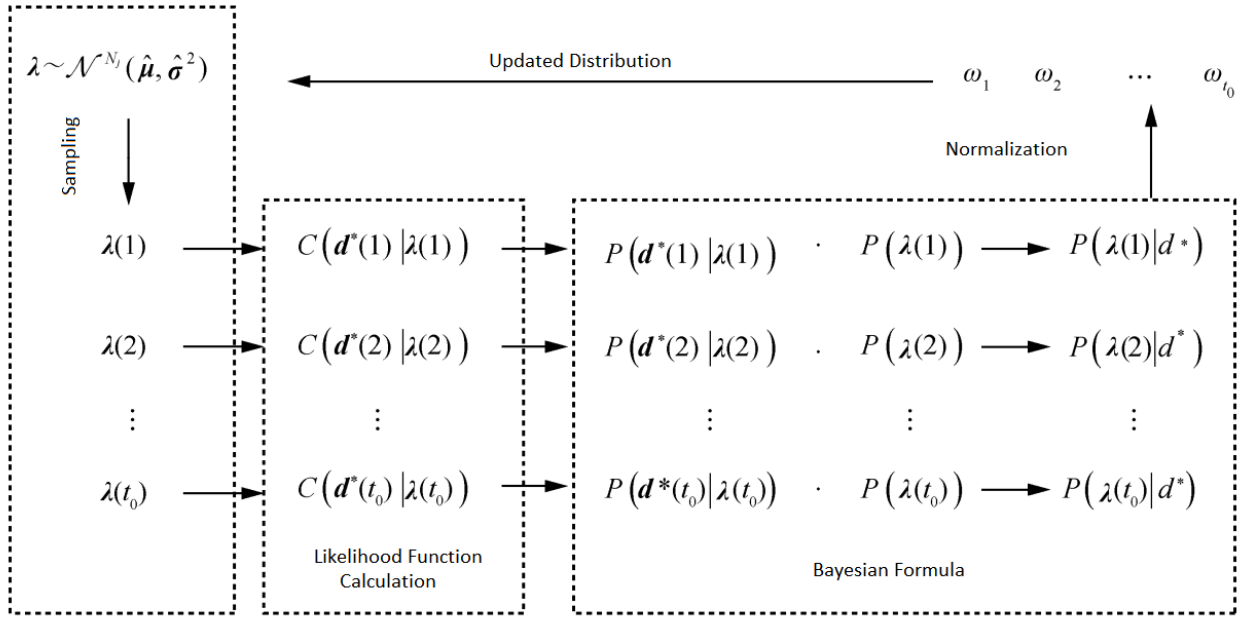 λ~𝒩^{N_j}(μ̂, σ̂²)
Updated Distribution
ω₁ ω₂ ⋯ ω_{t₀}
Sampling
Normalization
λ(1) C(d*(1)|λ(1)) P(d*(1)|λ(1)) · P(λ(1)) P(λ(1)|d*)
λ(2) C(d*(2)|λ(2)) P(d*(2)|λ(2)) · P(λ(2)) P(λ(2)|d*)
⋮ ⋮ ⋮ ⋮ ⋮
λ(t₀) C(d*(t₀)|λ(t₀)) P(d*(t₀)|λ(t₀)) · P(λ(t₀)) P(λ(t₀)|d*)
Likelihood Function
Calculation
Bayesian Formula